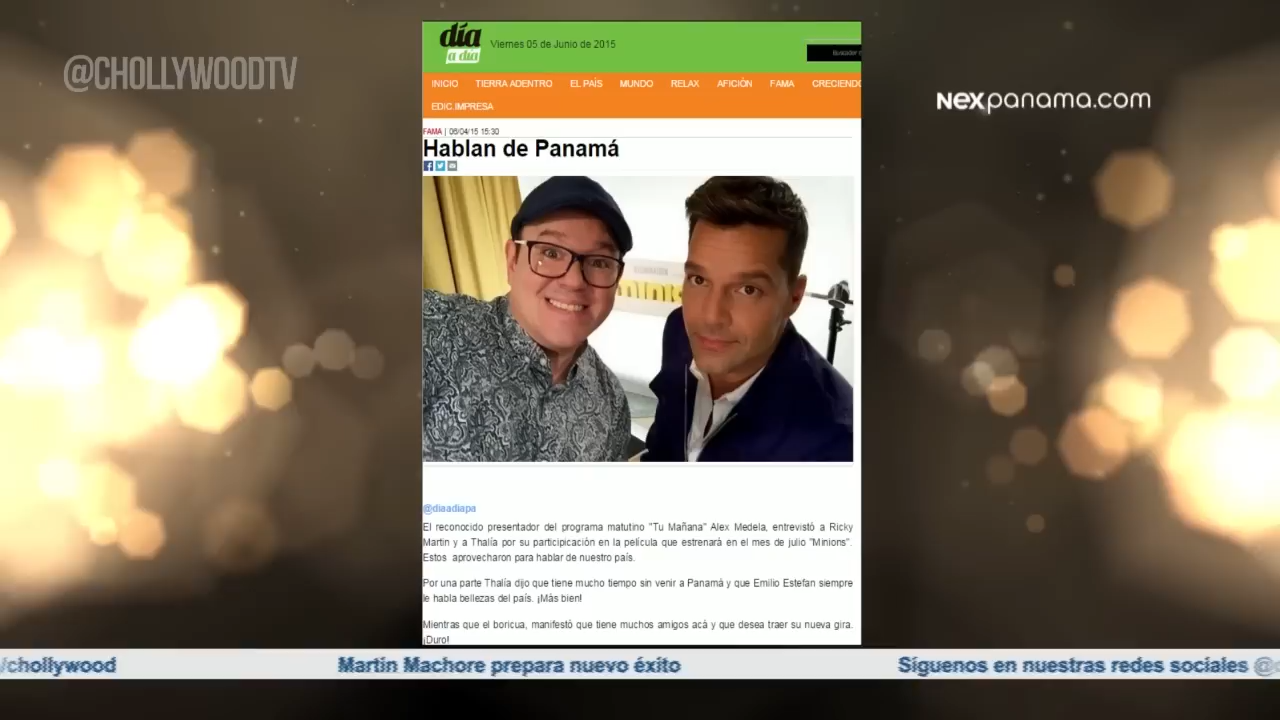 @CHOLLYWOODTV
NEXpanama.com
día
a día
Viernes 05 de Junio de 2015
INICIO TIERRA ADENTRO EL PAÍS MUNDO RELAX AFICIÓN FAMA CRECIENDO
EDIC.IMPRESA
FAMA | 06/04/15 15:30
Hablan de Panamá
@diaadiapa
El reconocido presentador del programa matutino "Tu Mañana" Alex Medela, entrevistó a Ricky
Martin y a Thalía por su participicación en la película que estrenará en el mes de julio "Minions".
Estos aprovecharon para hablar de nuestro país.
Por una parte Thalía dijo que tiene mucho tiempo sin venir a Panamá y que Emilio Estefan siempre
le habla bellezas del país. ¡Más bien!
Mientras que el boricua, manifestó que tiene muchos amigos acá y que desea traer su nueva gira.
¡Duro!
/chollywood Martin Machore prepara nuevo éxito Síguenos en nuestras redes sociales @